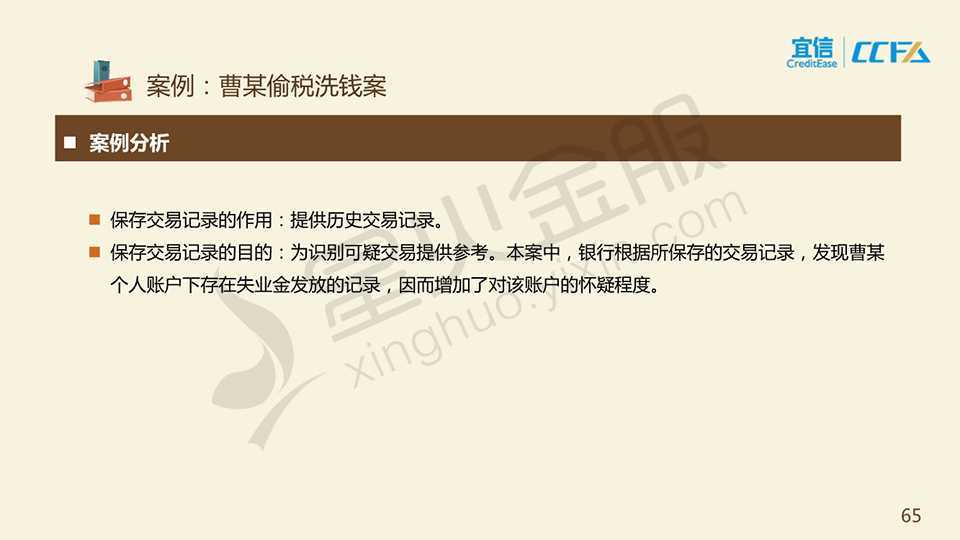 宜信
CreditEase
CCFA
案例：曹某偷税洗钱案
■ 案例分析
■ 保存交易记录的作用：提供历史交易记录。
■ 保存交易记录的目的：为识别可疑交易提供参考。本案中，银行根据所保存的交易记录，发现曹某
个人账户下存在失业金发放的记录，因而增加了对该账户的怀疑程度。
星火金服
xinghuo.yixin.com
65